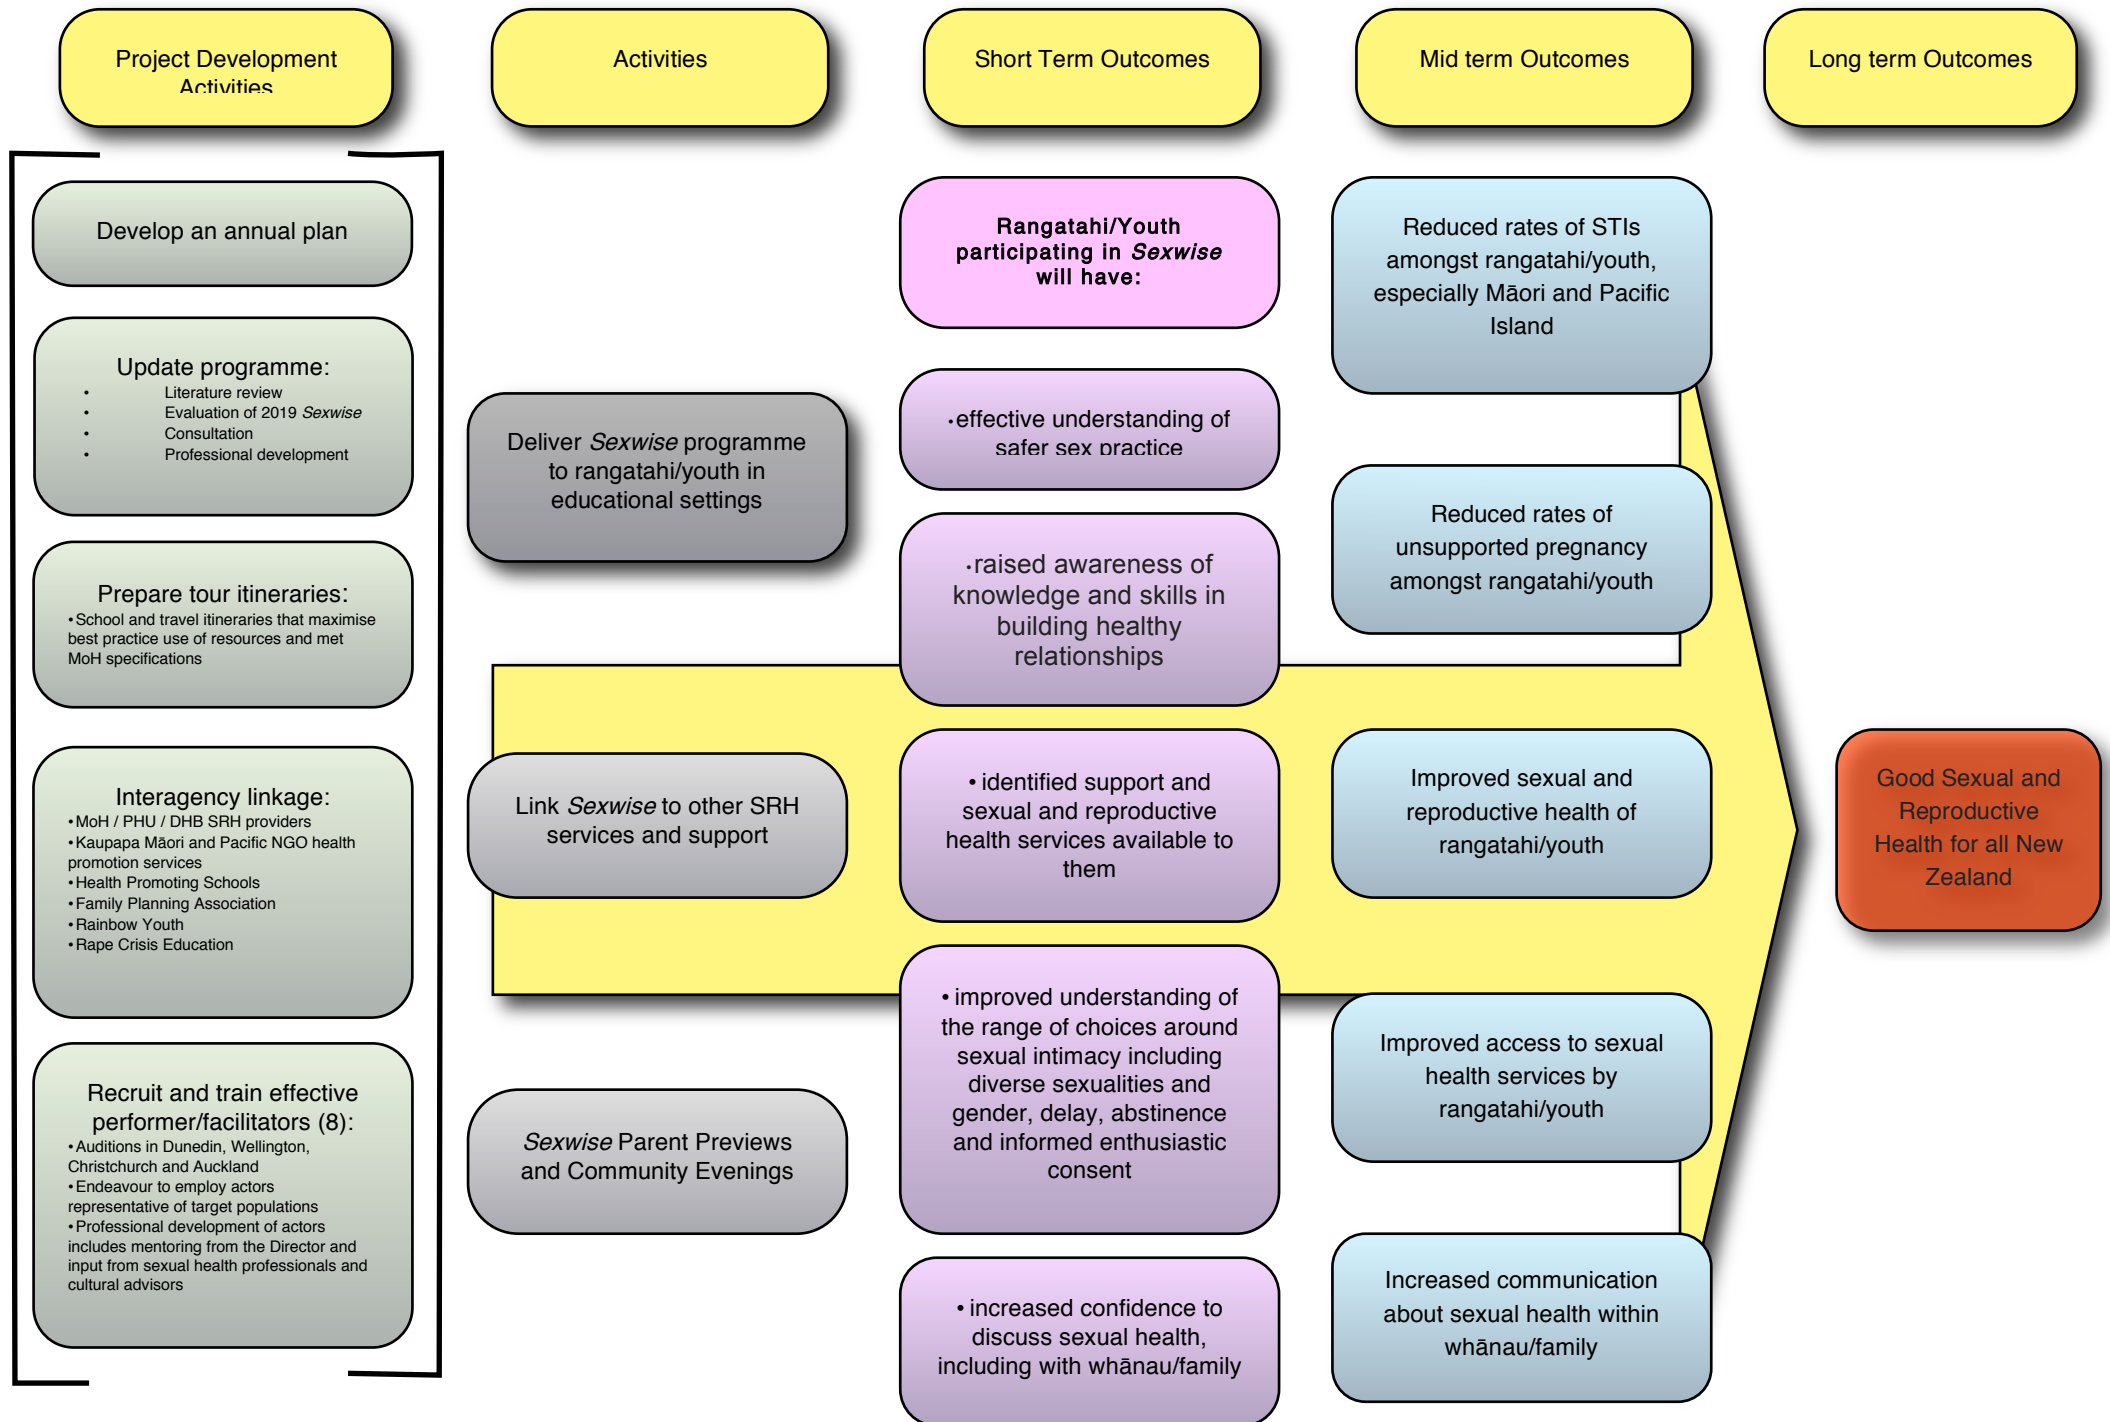 Project Development
Activities
Activities
Short Term Outcomes
Mid term Outcomes
Long term Outcomes
Develop an annual plan
Update programme:
• Literature review
• Evaluation of 2019 Sexwise
• Consultation
• Professional development
Prepare tour itineraries:
•School and travel itineraries that maximise
best practice use of resources and met
MoH specifications
Interagency linkage:
•MoH / PHU / DHB SRH providers
•Kaupapa Māori and Pacific NGO health
promotion services
•Health Promoting Schools
•Family Planning Association
•Rainbow Youth
•Rape Crisis Education
Recruit and train effective
performer/facilitators (8):
•Auditions in Dunedin, Wellington,
Christchurch and Auckland
•Endeavour to employ actors
representative of target populations
•Professional development of actors
includes mentoring from the Director and
input from sexual health professionals and
cultural advisors
Deliver Sexwise programme
to rangatahi/youth in
educational settings
Link Sexwise to other SRH
services and support
Sexwise Parent Previews
and Community Evenings
Rangatahi/Youth
participating in Sexwise
will have:
•effective understanding of
safer sex practice
•raised awareness of
knowledge and skills in
building healthy
relationships
• identified support and
sexual and reproductive
health services available to
them
• improved understanding of
the range of choices around
sexual intimacy including
diverse sexualities and
gender, delay, abstinence
and informed enthusiastic
consent
• increased confidence to
discuss sexual health,
including with whānau/family
Reduced rates of STIs
amongst rangatahi/youth,
especially Māori and Pacific
Island
Reduced rates of
unsupported pregnancy
amongst rangatahi/youth
Improved sexual and
reproductive health of
rangatahi/youth
Improved access to sexual
health services by
rangatahi/youth
Increased communication
about sexual health within
whānau/family
Good Sexual and
Reproductive
Health for all New
Zealand